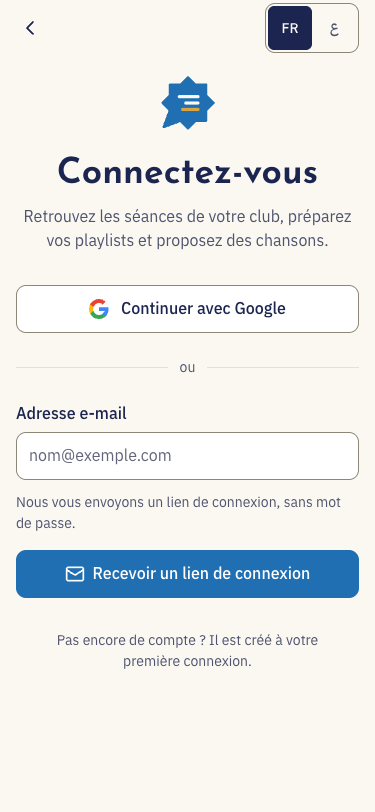 FR
ع
Connectez-vous
Retrouvez les séances de votre club, préparez
vos playlists et proposez des chansons.
Continuer avec Google
ou
Adresse e-mail
nom@exemple.com
Nous vous envoyons un lien de connexion, sans mot
de passe.
Recevoir un lien de connexion
Pas encore de compte ? Il est créé à votre
première connexion.